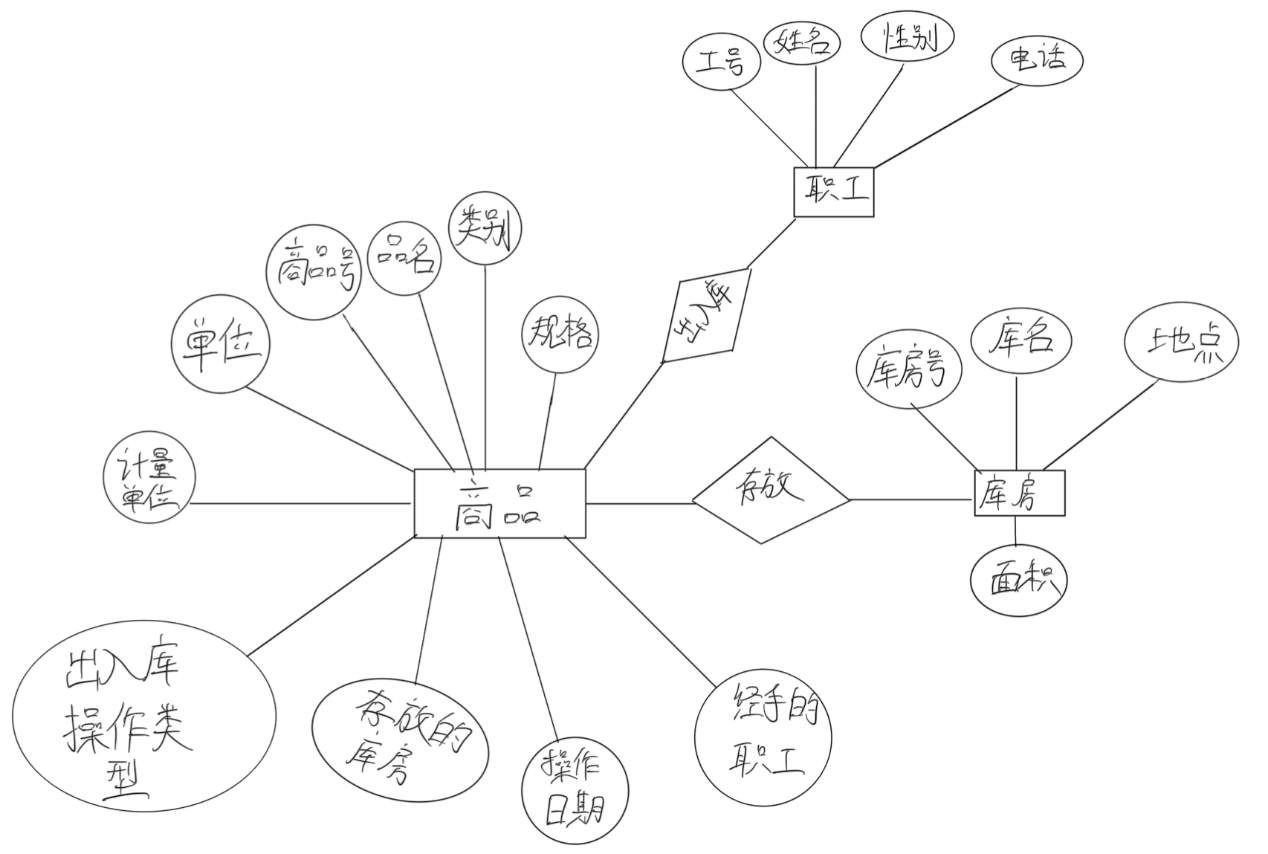 工号
姓名
性别
电话
职工
类别
品名
商品号
出入库
规格
单位
库房号
库名
地点
计量
单位
商品
存放
库房
面积
出入库
操作类
型
存放的
库房
操作
日期
经手的
职工